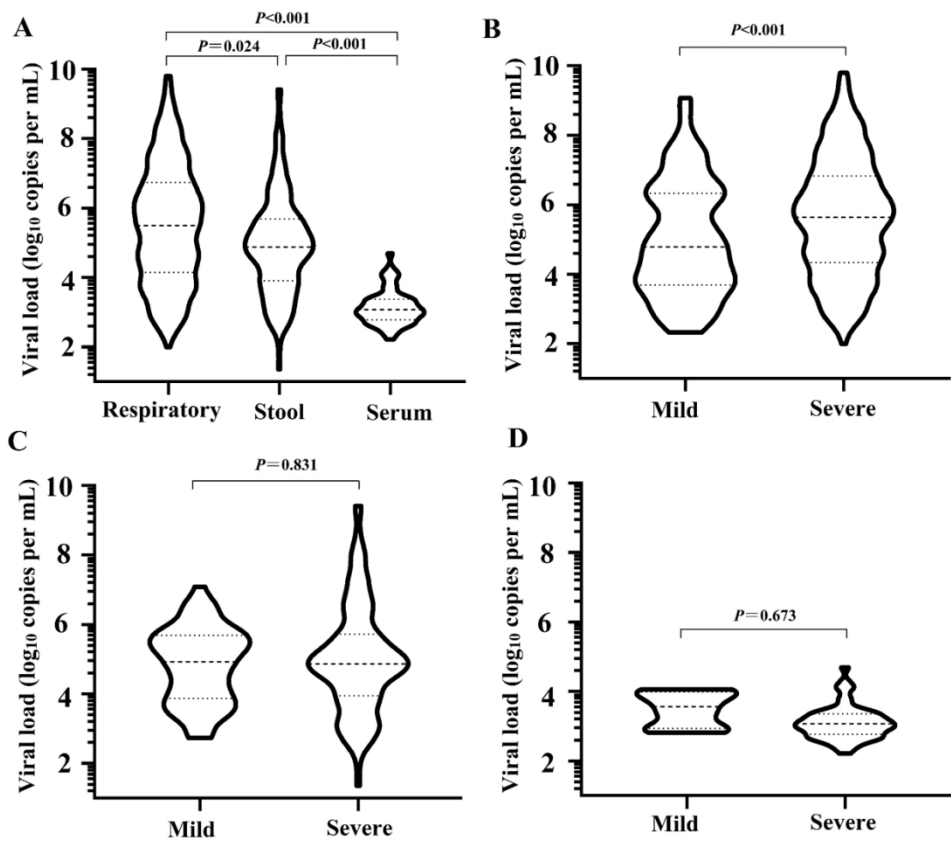 A
P<0.001
P=0.024
P<0.001
Viral load (log₁₀ copies per mL)
10
8
6
4
2
Respiratory
Stool
Serum
B
P<0.001
Viral load (log₁₀ copies per mL)
10
8
6
4
2
Mild
Severe
C
P=0.831
Viral load (log₁₀ copies per mL)
10
8
6
4
2
Mild
Severe
D
P=0.673
Viral load (log₁₀ copies per mL)
10
8
6
4
2
Mild
Severe